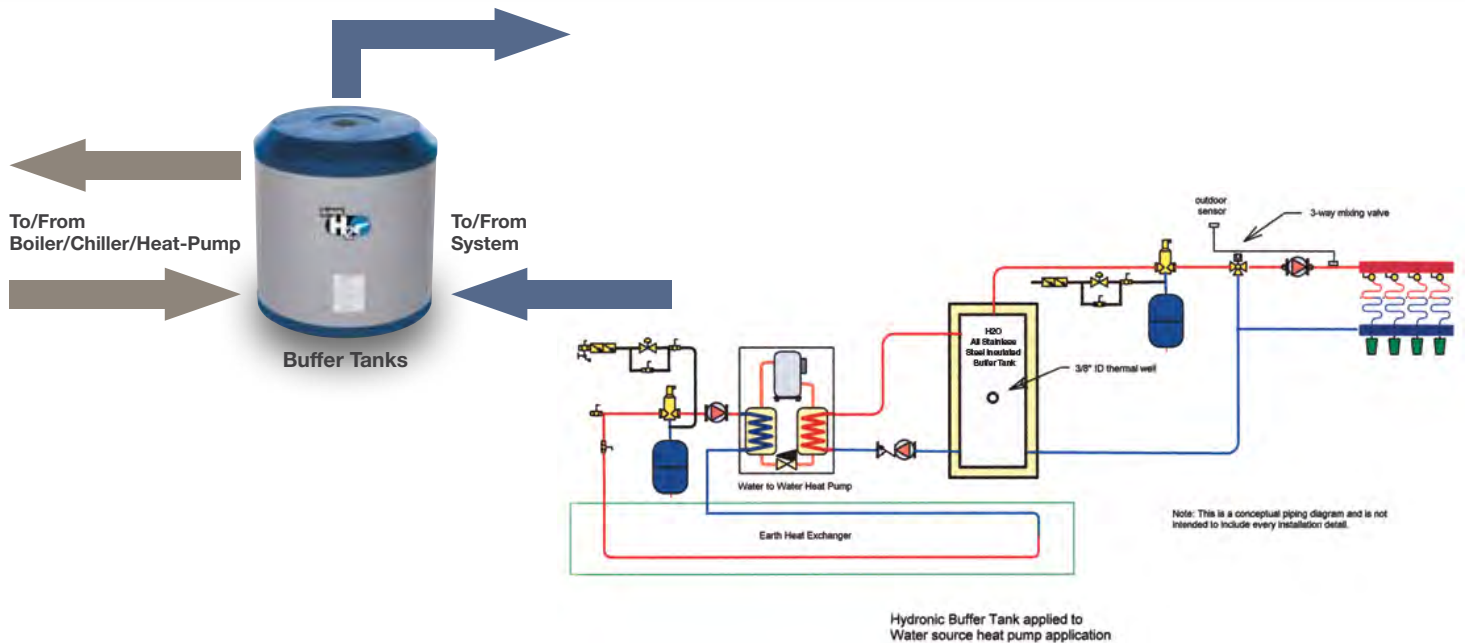 To/From
Boiler/Chiller/Heat-Pump
To/From
System
H2O
Buffer Tanks
outdoor
sensor
3-way mixing valve
H2O
All Stainless
Steel Insulated
Buffer Tank
3/8" ID thermal well
Water to Water Heat Pump
Earth Heat Exchanger
Note: This is a conceptual piping diagram and is not
intended to include every installation detail.
Hydronic Buffer Tank applied to
Water source heat pump application